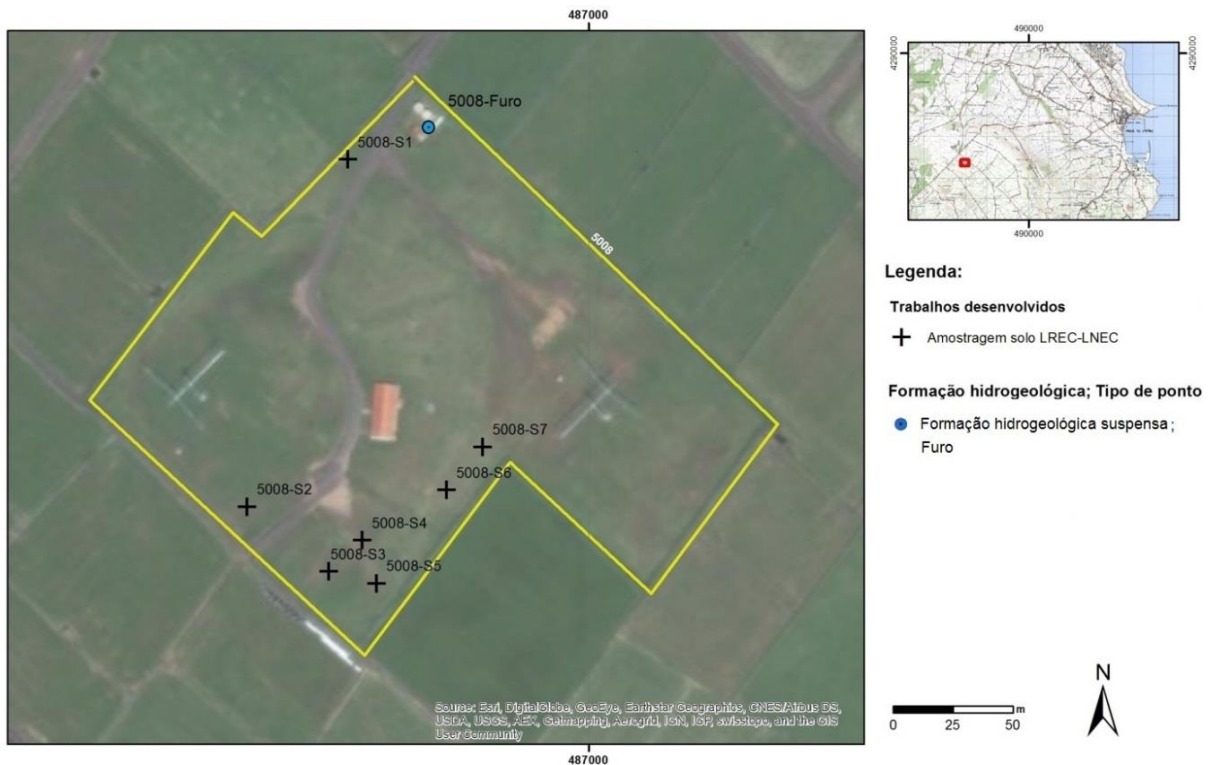 487000
5008-Furo
5008-S1
5008
5008-S7
5008-S6
5008-S2
5008-S4
5008-S3
5008-S5
Source: Esri, DigitalGlobe, GeoEye, Earthstar Geographics, CNES/Airbus DS,
USDA, USGS, AEX, Getmapping, Aerogrid, IGN, IGP, swisstopo, and the GIS
User Community
487000
490000
4290000
4290000
490000
Legenda:
Trabalhos desenvolvidos
Amostragem solo LREC-LNEC
Formação hidrogeológica; Tipo de ponto
Formação hidrogeológica suspensa;
Furo
N
m
0 25 50